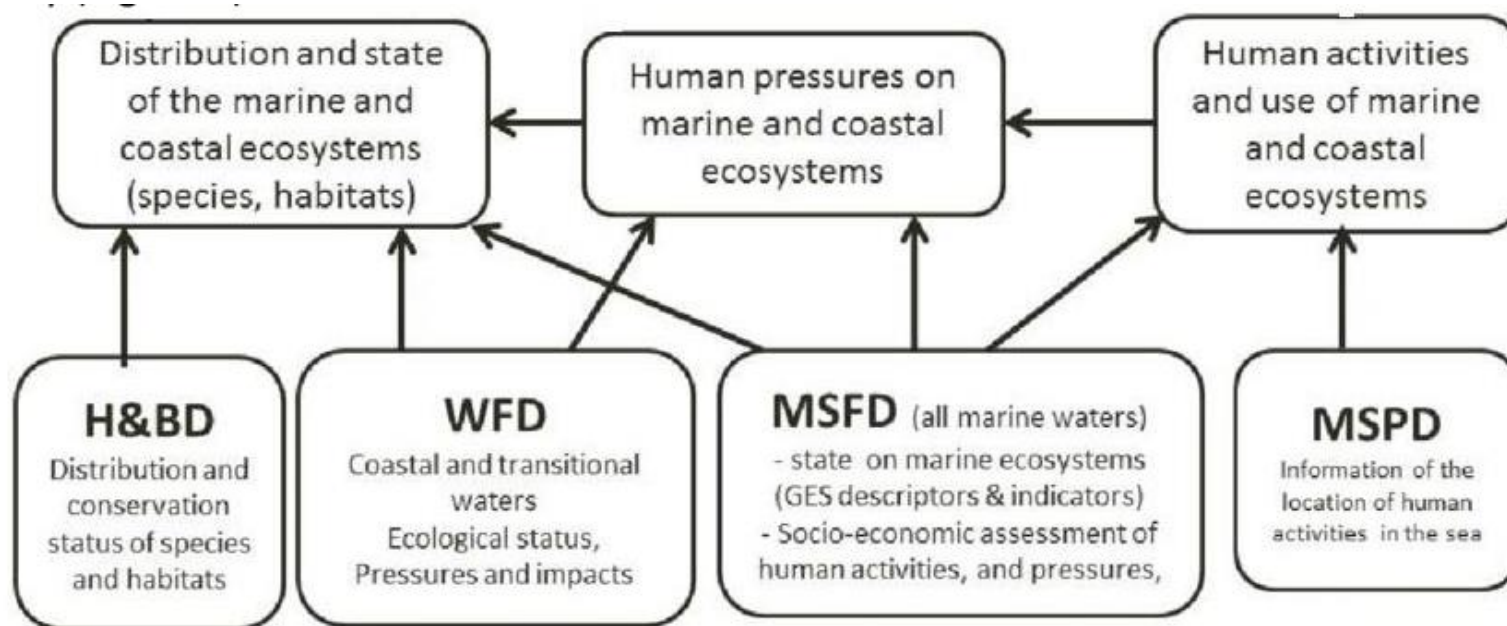 Distribution and state
of the marine and
coastal ecosystems
(species, habitats)
Human pressures on
marine and coastal
ecosystems
Human activities
and use of marine
and coastal
ecosystems
H&BD
Distribution and
conservation
status of species
and habitats
WFD
Coastal and transitional
waters
Ecological status,
Pressures and impacts
MSFD (all marine waters)
- state on marine ecosystems
(GES descriptors & indicators)
- Socio-economic assessment of
human activities, and pressures,
MSPD
Information of the
location of human
activities in the sea